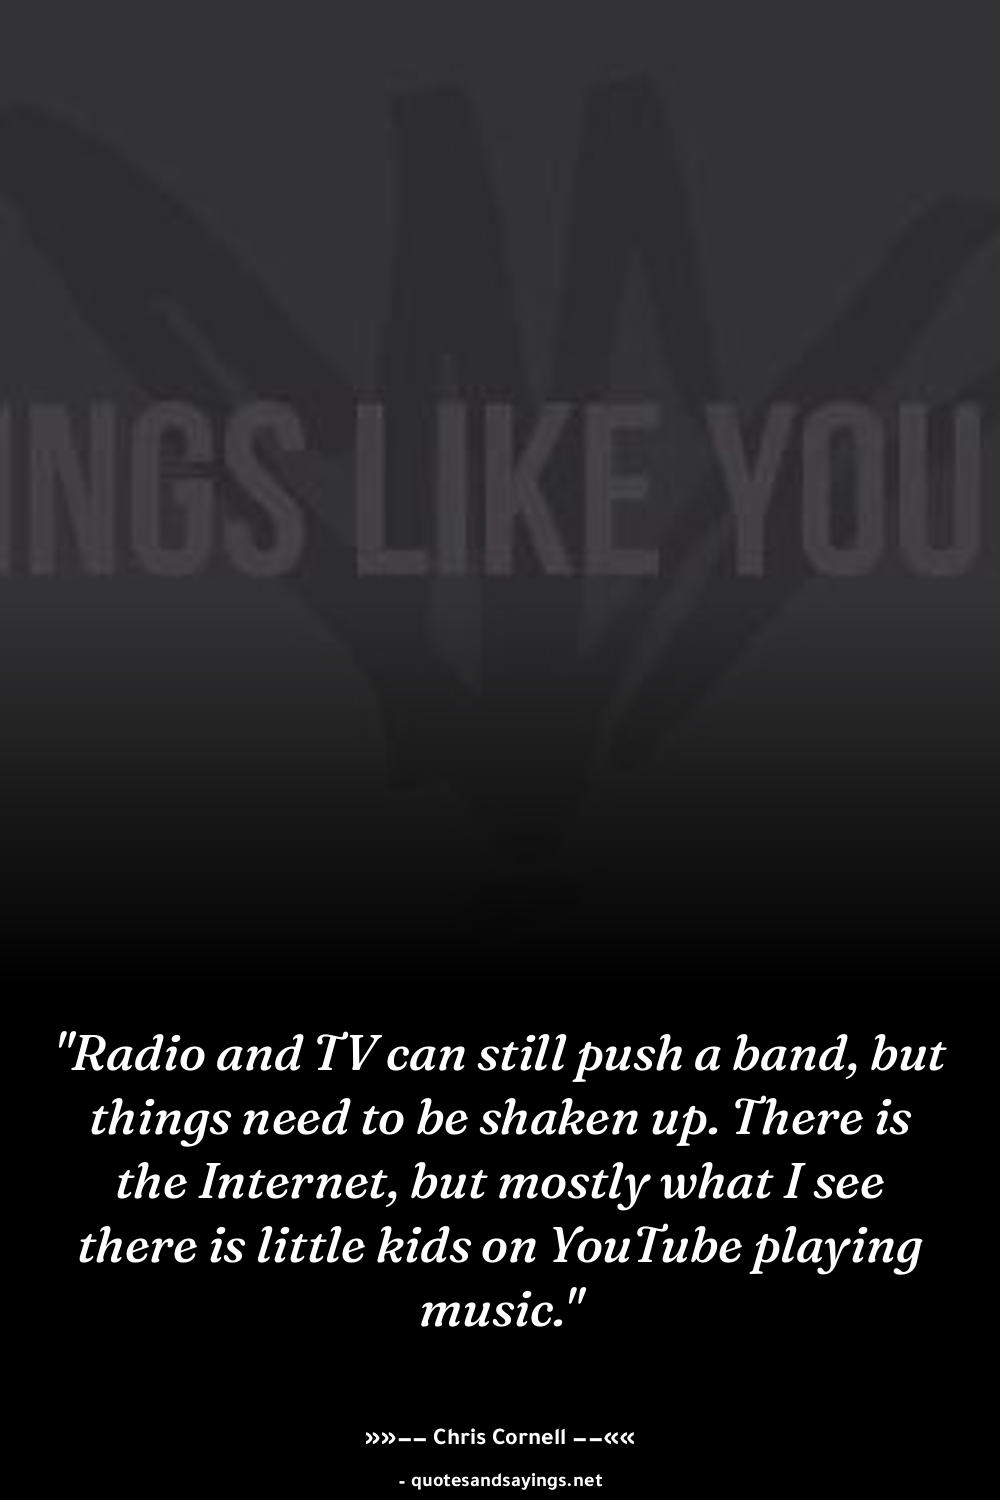 INGS LIKE YOU
"Radio and TV can still push a band, but
things need to be shaken up. There is
the Internet, but mostly what I see
there is little kids on YouTube playing
music."
»»−− Chris Cornell −−««
- quotesandsayings.net